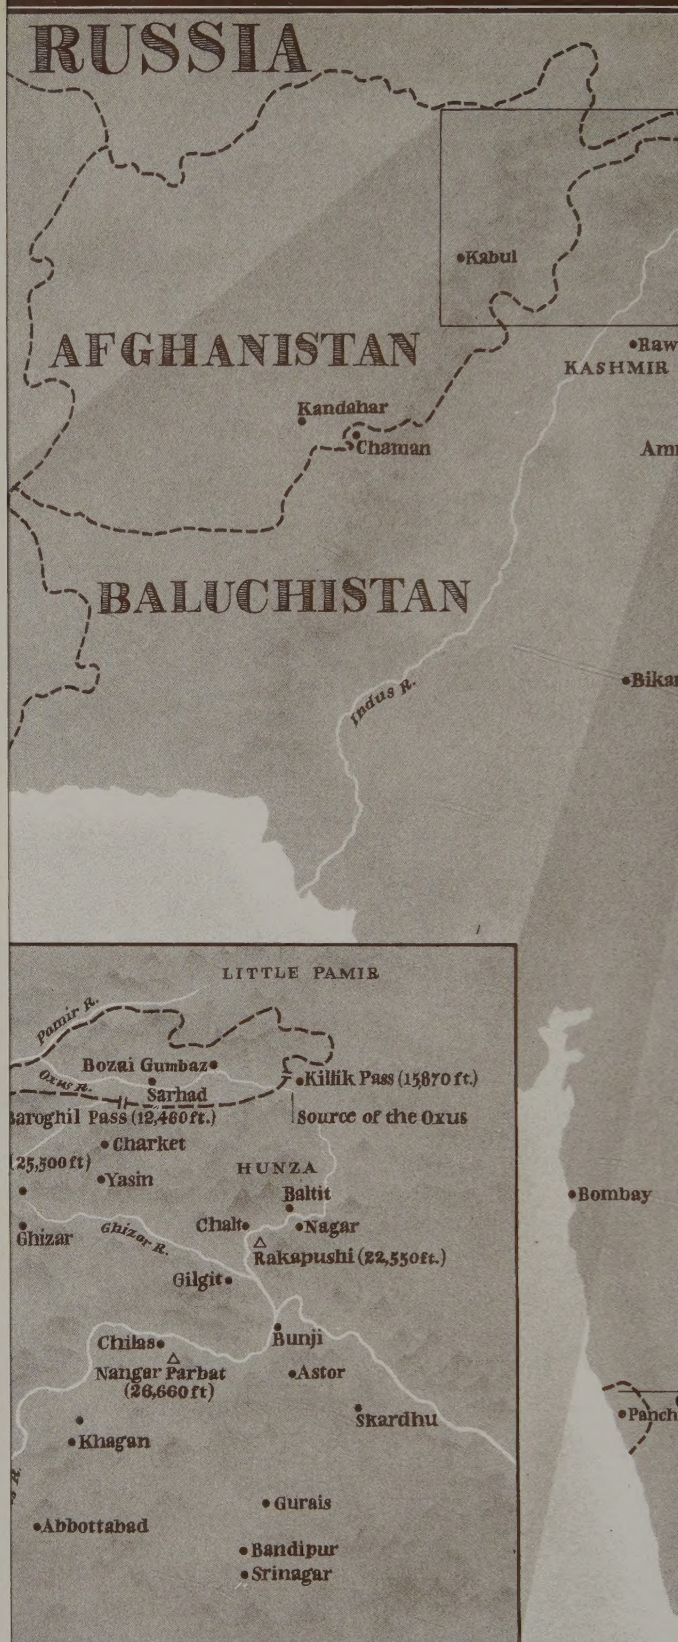 RUSSIA
Kabul
AFGHANISTAN
Raw
KASHMIR
Kandahar
Chaman
BALUCHISTAN
Indus R.
LITTLE PAMIR
Pamir R.
Bozai Gumbaz
Killik Pass (15,870 ft.)
Oxus R.
Sarhad
aroghil Pass (12,460 ft.)
Source of the Oxus
Charket
(25,500 ft)
HUNZA
Yasin
Baltit
Bombay
Chalt
Nagar
Ghizar
Ghizar R.
Rakapushi (22,550 ft.)
Gilgit
Bunji
Chilas
Nangar Parbat
(26,660 ft)
Astor
Skardhu
Panch
Khagan
Gurais
Abbottabad
Bandipur
Srinagar